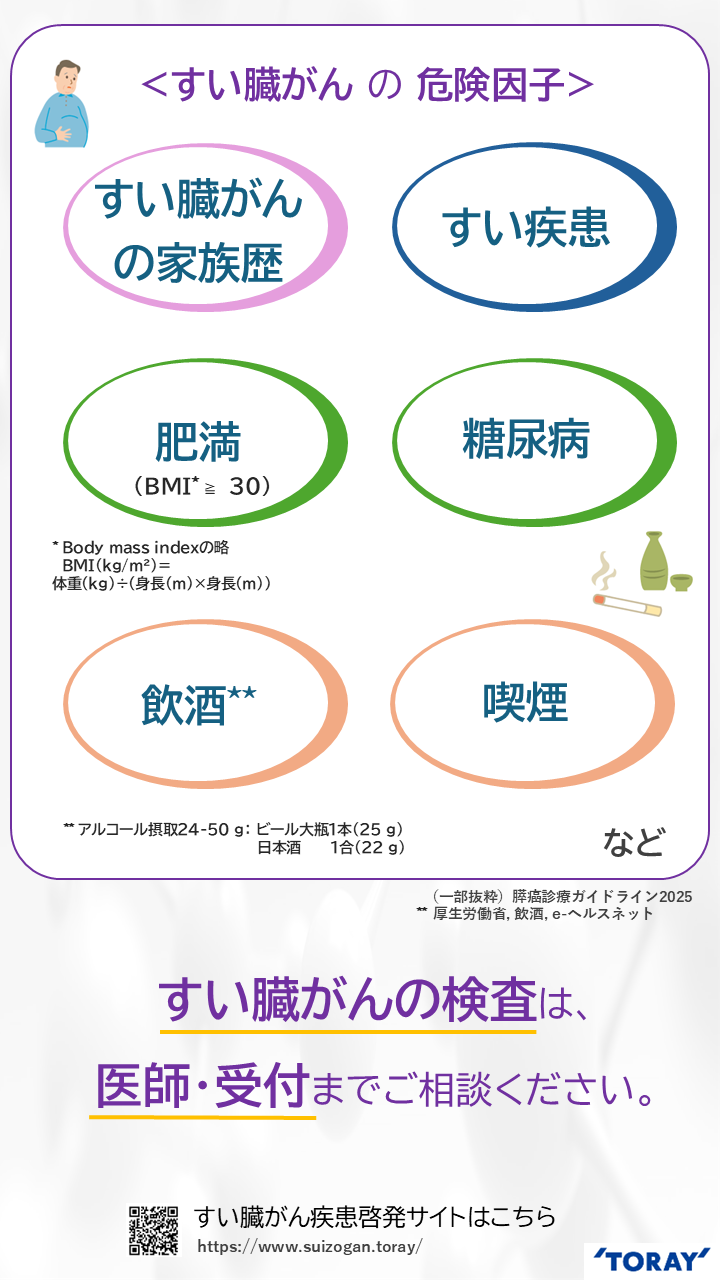 <すい臓がん の 危険因子>
すい臓がん
の家族歴
すい疾患
肥満
（BMI*≧ 30）
糖尿病
* Body mass indexの略
BMI(kg/m²)＝
体重(kg)÷(身長(m)×身長(m))
飲酒**
喫煙
** アルコール摂取24-50 g： ビール大瓶1本(25 g)
日本酒　1合(22 g)
など
（一部抜粋）膵癌診療ガイドライン2025
** 厚生労働省, 飲酒, e-ヘルスネット
すい臓がんの検査は、
医師・受付までご相談ください。
すい臓がん疾患啓発サイトはこちら
https://www.suizogan.toray/
'TORAY'